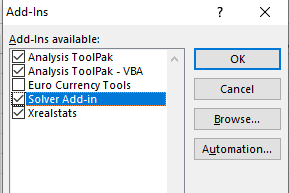 Add-Ins
?
Add-Ins available:
Analysis ToolPak
Analysis ToolPak - VBA
Euro Currency Tools
Solver Add-in
Xrealstats
OK
Cancel
Browse...
Automation...